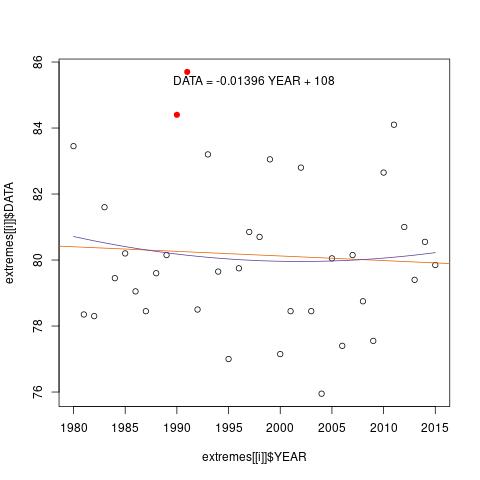 DATA = -0.01396 YEAR + 108
extremes[[i]]$DATA
86
84
82
80
78
76
1980 1985 1990 1995 2000 2005 2010 2015
extremes[[i]]$YEAR